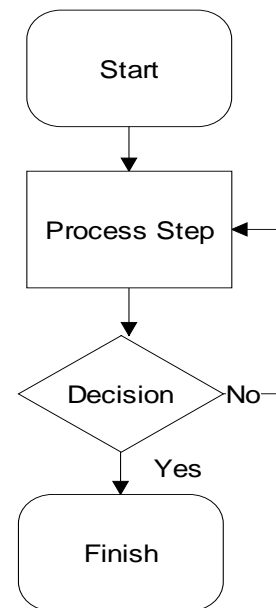 Start
Process Step
Decision
No
Yes
Finish